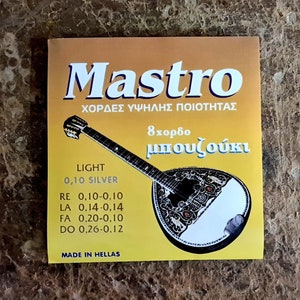 Mastro
ΧΟΡΔΕΣ ΥΨΗΛΗΣ ΠΟΙΟΤΗΤΑΣ
8χορδο
μπουζούκι
LIGHT
0,10 SILVER
RE 0,10-0,10
LA 0,14-0,14
FA 0,20-0,10
DO 0,26-0.12
MADE IN HELLAS